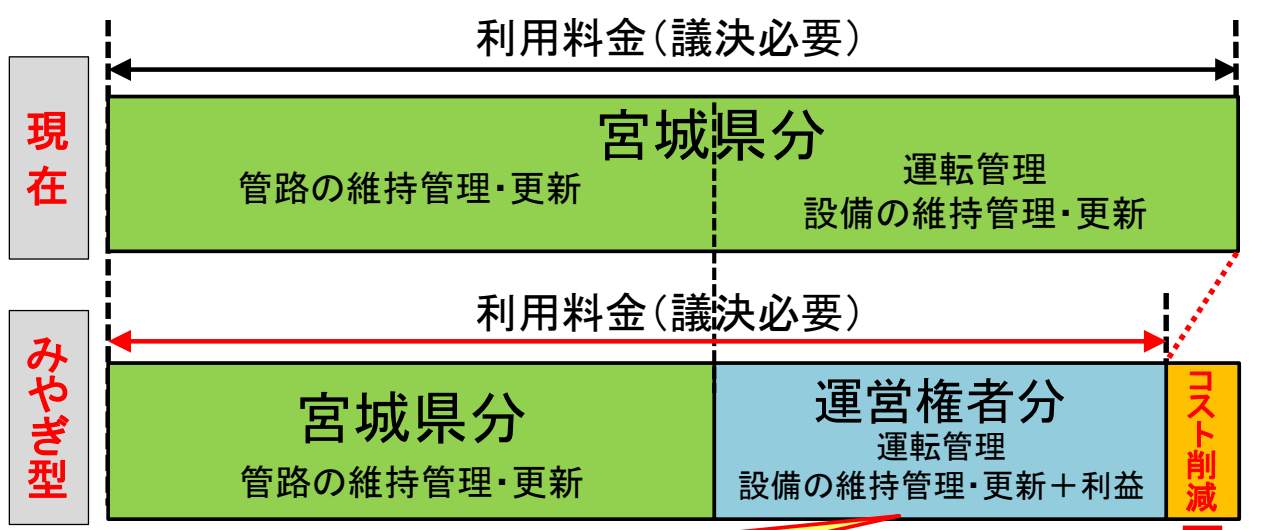 利用料金(議決必要)
現在
宮城県分
管路の維持管理・更新
運転管理
設備の維持管理・更新
利用料金(議決必要)
みやぎ型
宮城県分
管路の維持管理・更新
運営権者分
運転管理
設備の維持管理・更新＋利益
コスト削減